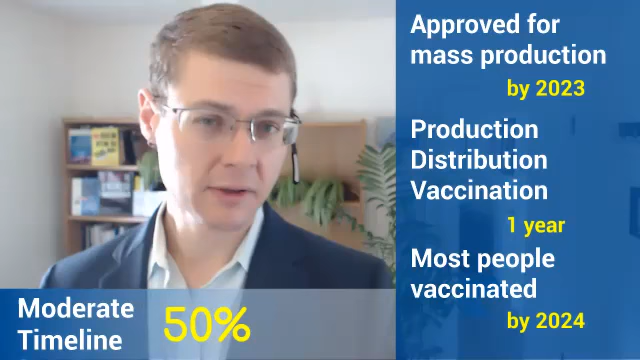 Approved for
mass production
by 2023
Production
Distribution
Vaccination
1 year
Most people
vaccinated
by 2024
Moderate
Timeline
50%